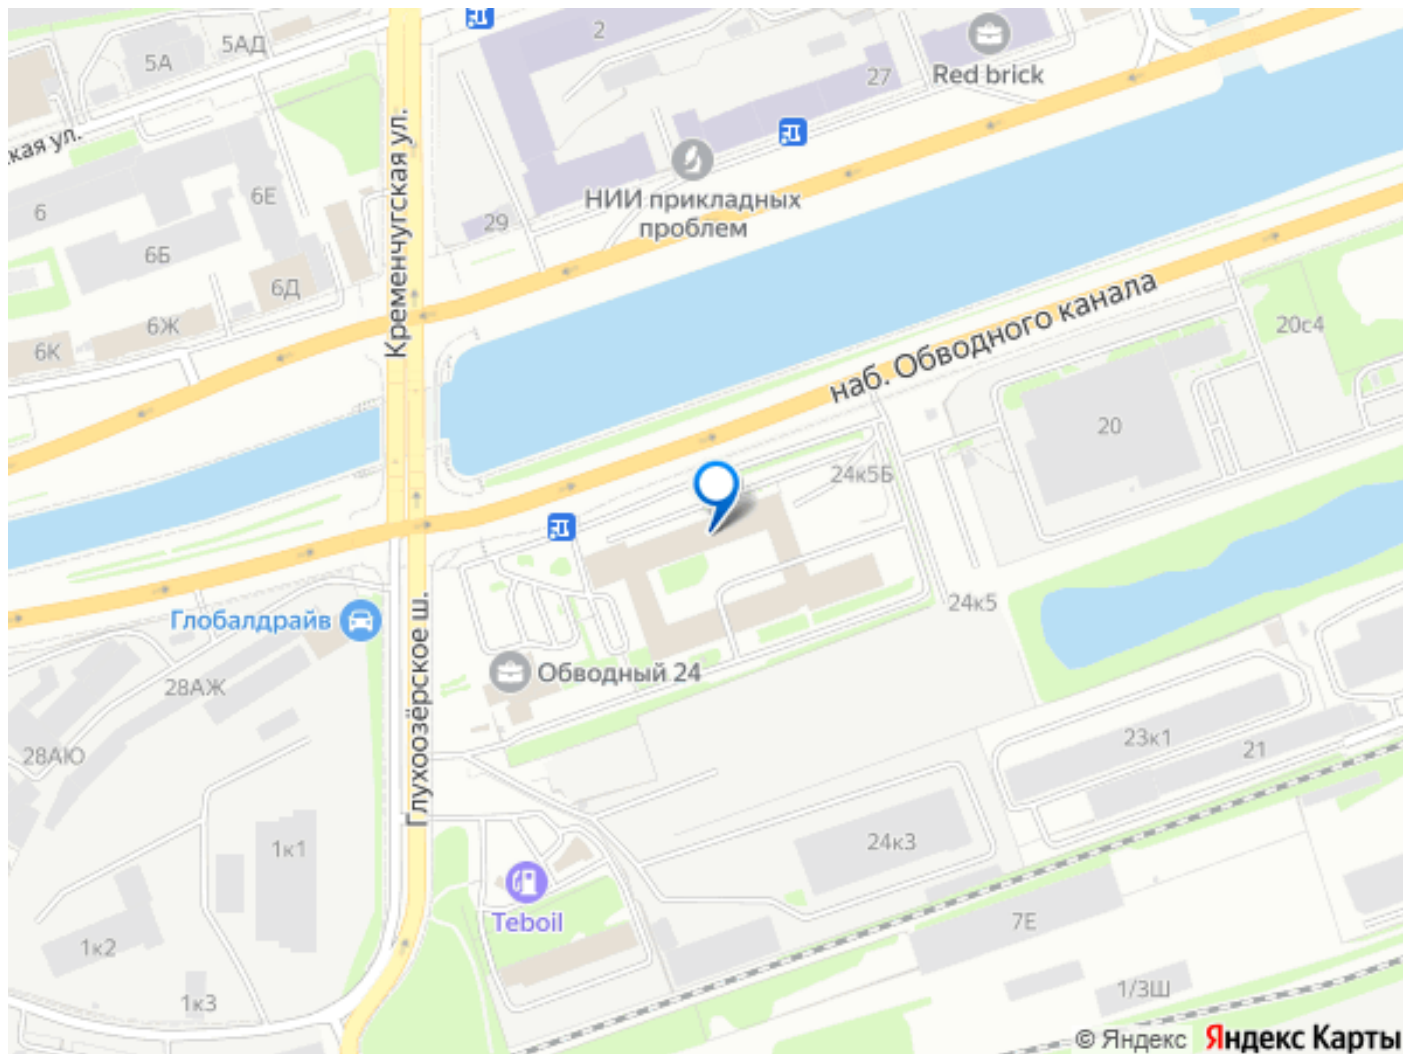 2
5АД
5А
27
Red brick
ская ул.
Кременчугская ул.
НИИ прикладных
проблем
6Е
6
29
6Б
6Д
6Ж
6К
наб. Обводного канала
20с4
20
24к5Б
24к5
Глобалдрайв
Глухоозёрское ш.
Обводный 24
28АЖ
28АЮ
23к1
21
24к3
1к1
Teboil
7Е
1к2
1к3
1/3Ш
© Яндекс Яндекс Карты